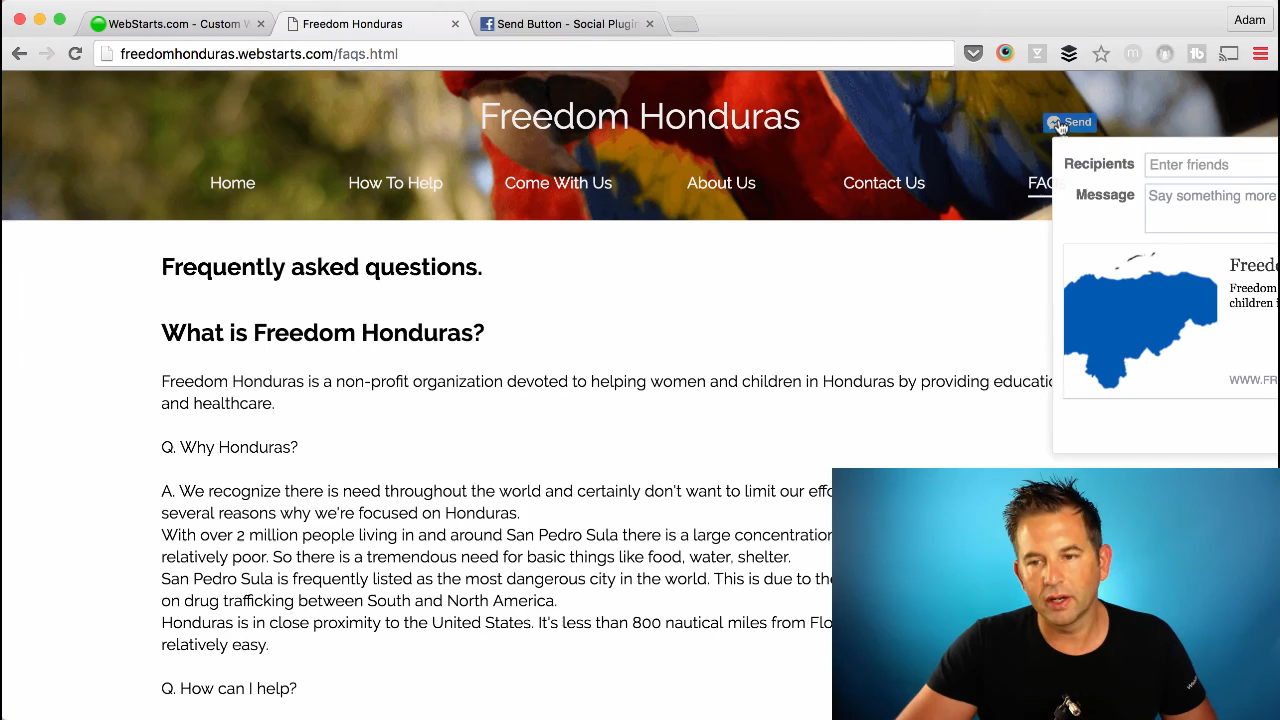 WebStarts.com - Custom W
Freedom Honduras
Send Button - Social Plugin
Adam
freedomhonduras.webstarts.com/faqs.html
Freedom Honduras
Send
Home
How To Help
Come With Us
About Us
Contact Us
FAQs
Recipients
Enter friends
Message
Say something more
Freedo
Freedom
children i
WWW.FR
Frequently asked questions.
What is Freedom Honduras?
Freedom Honduras is a non-profit organization devoted to helping women and children in Honduras by providing educatio
and healthcare.
Q. Why Honduras?
A. We recognize there is need throughout the world and certainly don't want to limit our effo
several reasons why we're focused on Honduras.
With over 2 million people living in and around San Pedro Sula there is a large concentration
relatively poor. So there is a tremendous need for basic things like food, water, shelter.
San Pedro Sula is frequently listed as the most dangerous city in the world. This is due to the
on drug trafficking between South and North America.
Honduras is in close proximity to the United States. It's less than 800 nautical miles from Flo
relatively easy.
Q. How can I help?